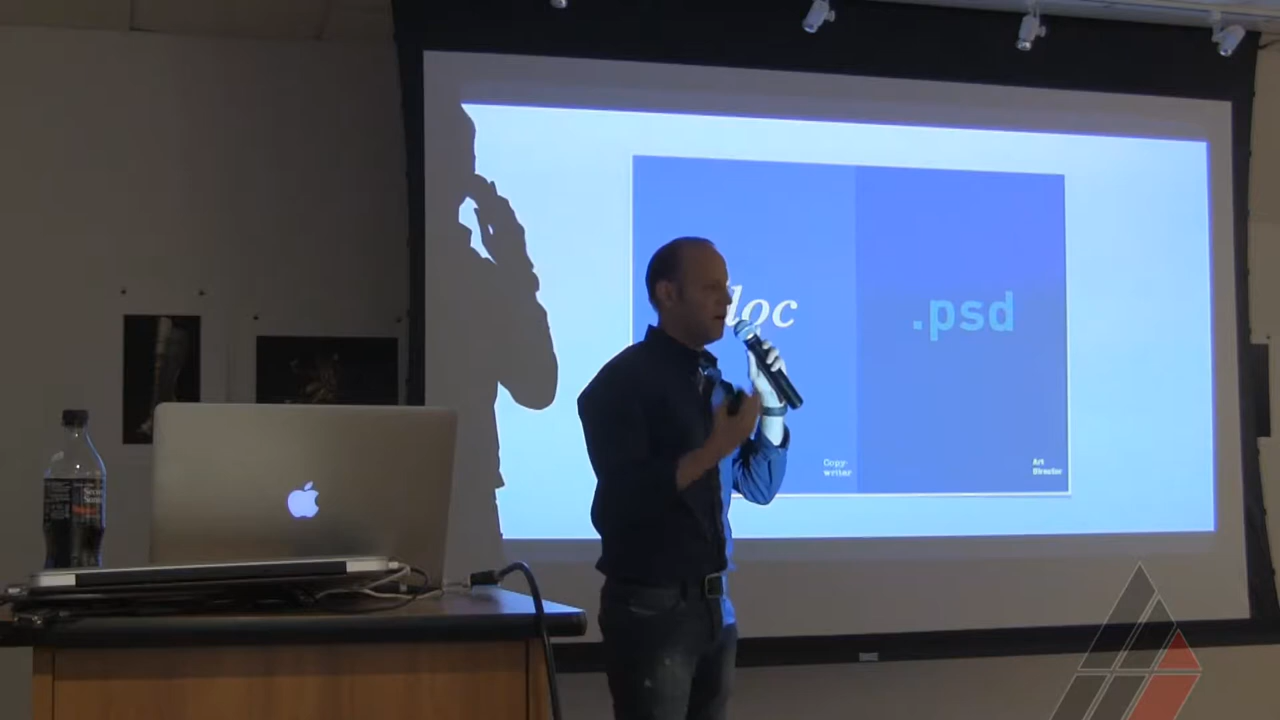 doc
.psd
Copy-
writer
Art
Director